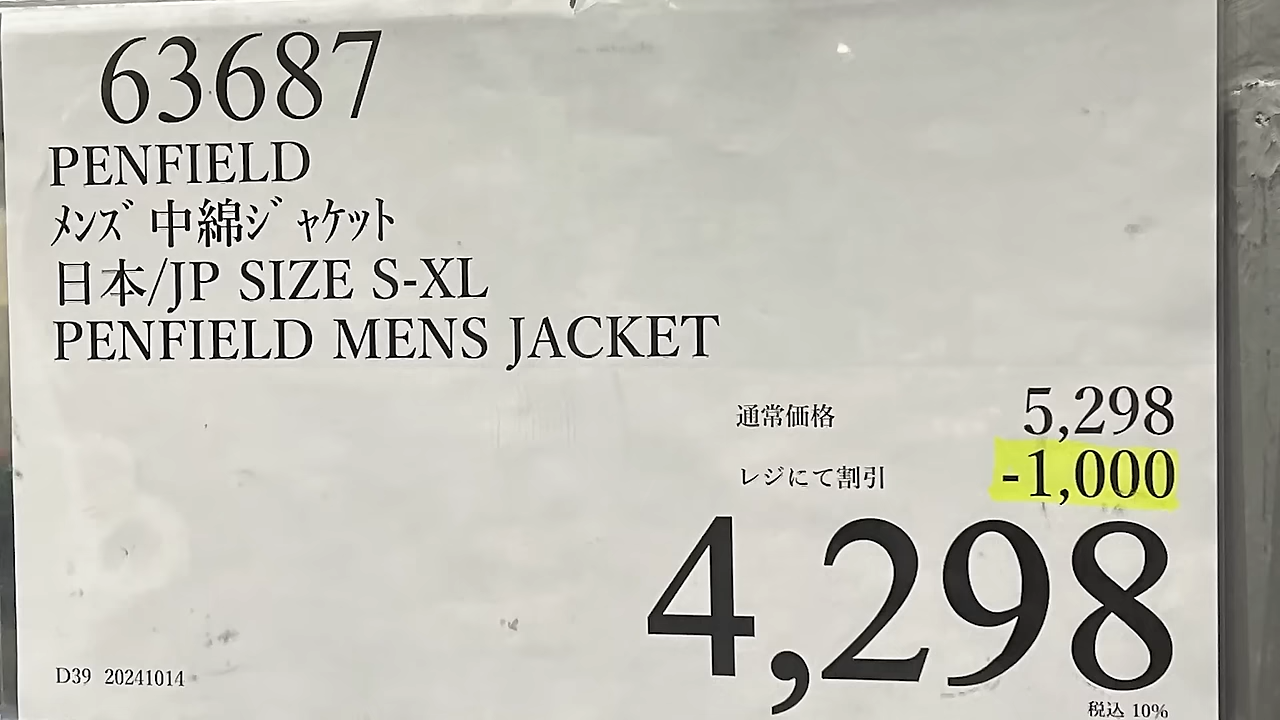 63687
PENFIELD
ﾒﾝｽﾞ中綿ｼﾞｬｹｯﾄ
日本/JP SIZE S-XL
PENFIELD MENS JACKET
通常価格 5,298
レジにて割引 -1,000
4,298
税込 10%
D39 20241014